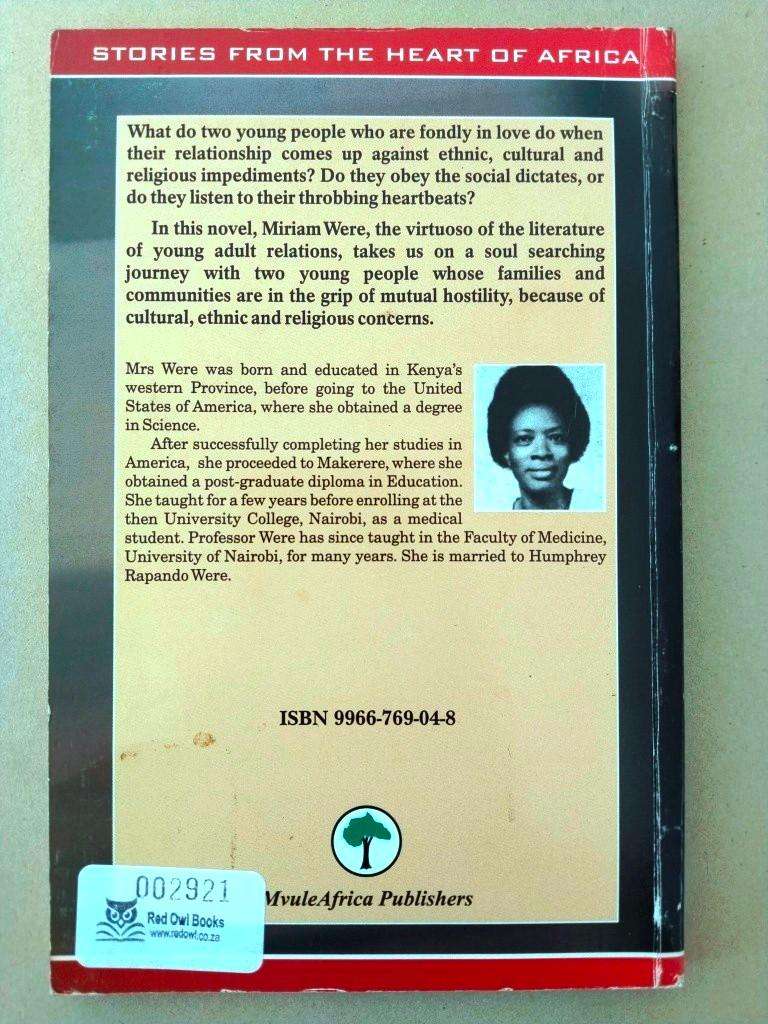 STORIES FROM THE HEART OF AFRICA
What do two young people who are fondly in love do when
their relationship comes up against ethnic, cultural and
religious impediments? Do they obey the social dictates, or
do they listen to their throbbing heartbeats?
In this novel, Miriam Were, the virtuoso of the literature
of young adult relations, takes us on a soul searching
journey with two young people whose families and
communities are in the grip of mutual hostility, because of
cultural, ethnic and religious concerns.
Mrs Were was born and educated in Kenya's
western Province, before going to the United
States of America, where she obtained a degree
in Science.
After successfully completing her studies in
America, she proceeded to Makerere, where she
obtained a post-graduate diploma in Education.
She taught for a few years before enrolling at the
then University College, Nairobi, as a medical
student. Professor Were has since taught in the Faculty of Medicine,
University of Nairobi, for many years. She is married to Humphrey
Rapando Were.
ISBN 9966-769-04-8
MvuleAfrica Publishers
002921
Red Owl Books
www.redowl.co.za